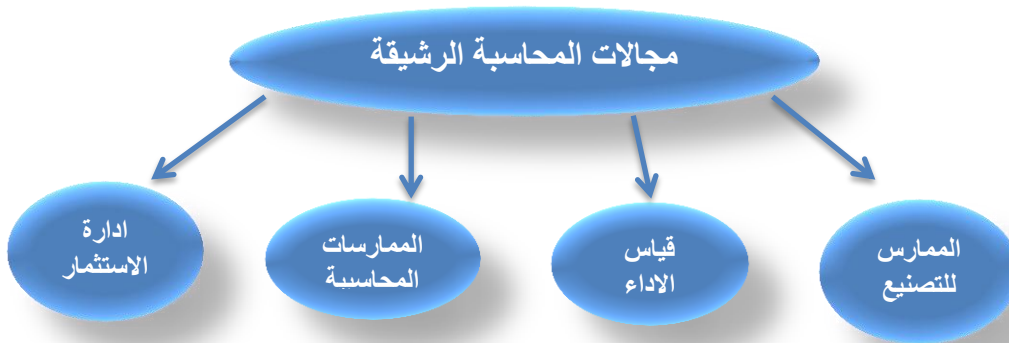 مجالات المحاسبة الرشيقة
الممارس
للتصنيع
قياس
الاداء
الممارسات
المحاسبية
ادارة
الاستثمار